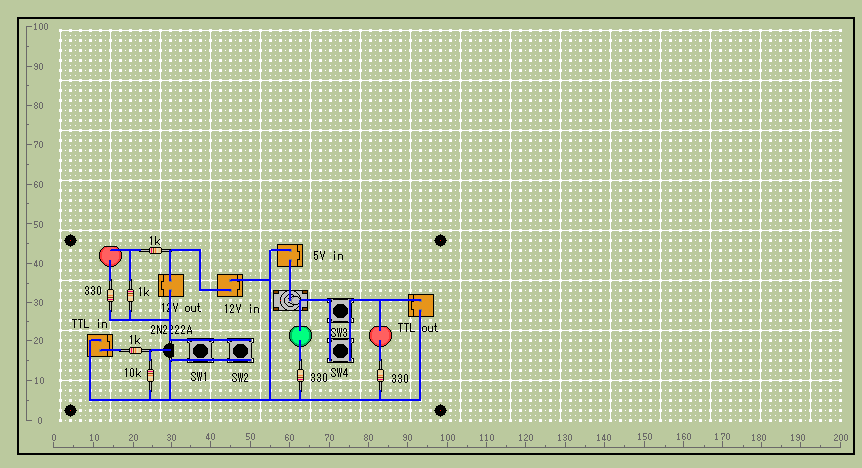 100
90
80
70
60
50
40
30
20
10
0
1k
5V in
330
1k
12V out
12V in
TTL in
2N2222A
SW3
TTL out
1k
10k
SW1
SW2
330
SW4
330
0 10 20 30 40 50 60 70 80 90 100 110 120 130 140 150 160 170 180 190 200